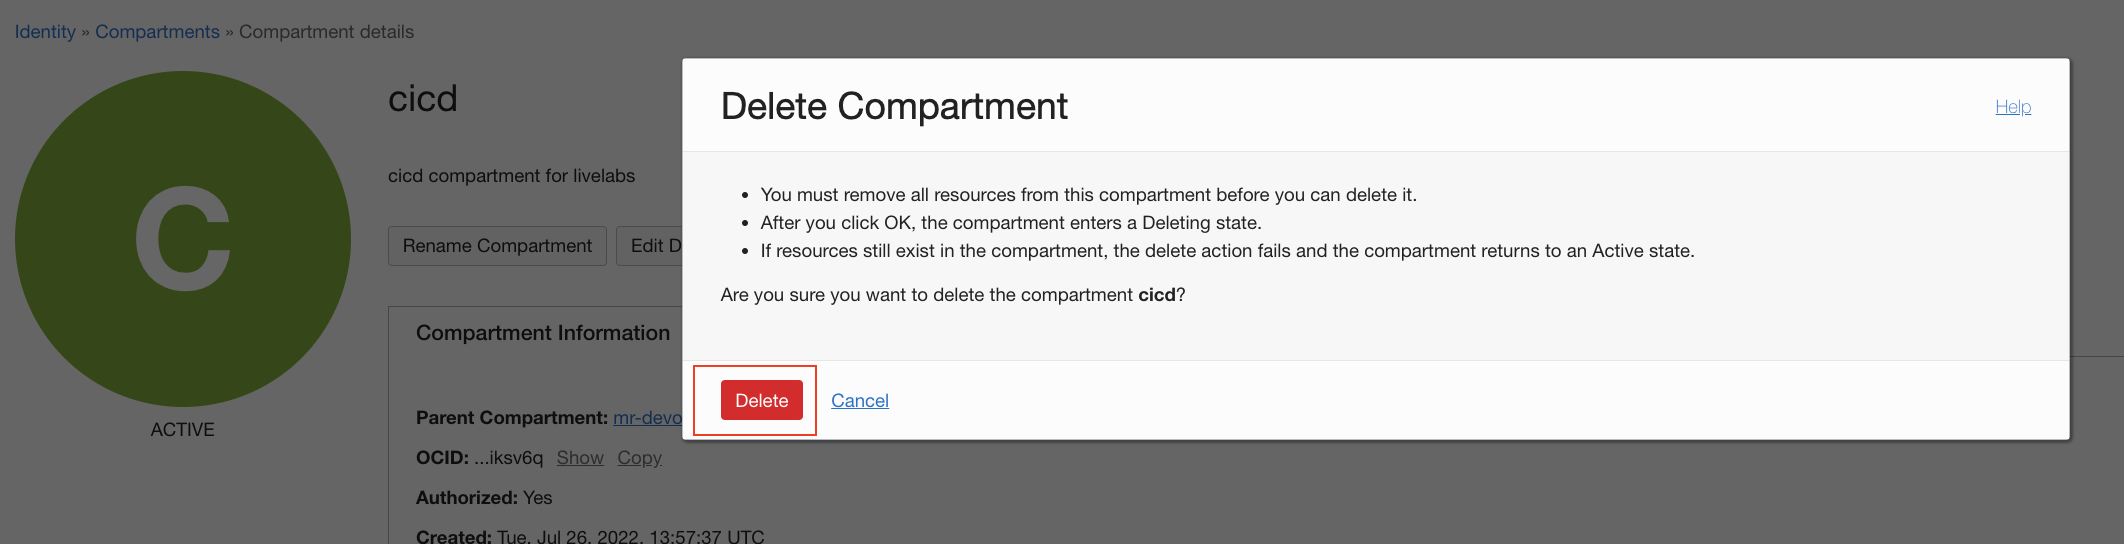 Identity » Compartments » Compartment details
C
ACTIVE
cicd
cicd compartment for livelabs
Rename Compartment Edit D
Compartment Information
Parent Compartment: mr-devo
OCID: ...iksv6q Show Copy
Authorized: Yes
Created: Tue, Jul 26, 2022, 13:57:37 UTC
Delete Compartment
Help
• You must remove all resources from this compartment before you can delete it.
• After you click OK, the compartment enters a Deleting state.
• If resources still exist in the compartment, the delete action fails and the compartment returns to an Active state.
Are you sure you want to delete the compartment cicd?
Delete Cancel